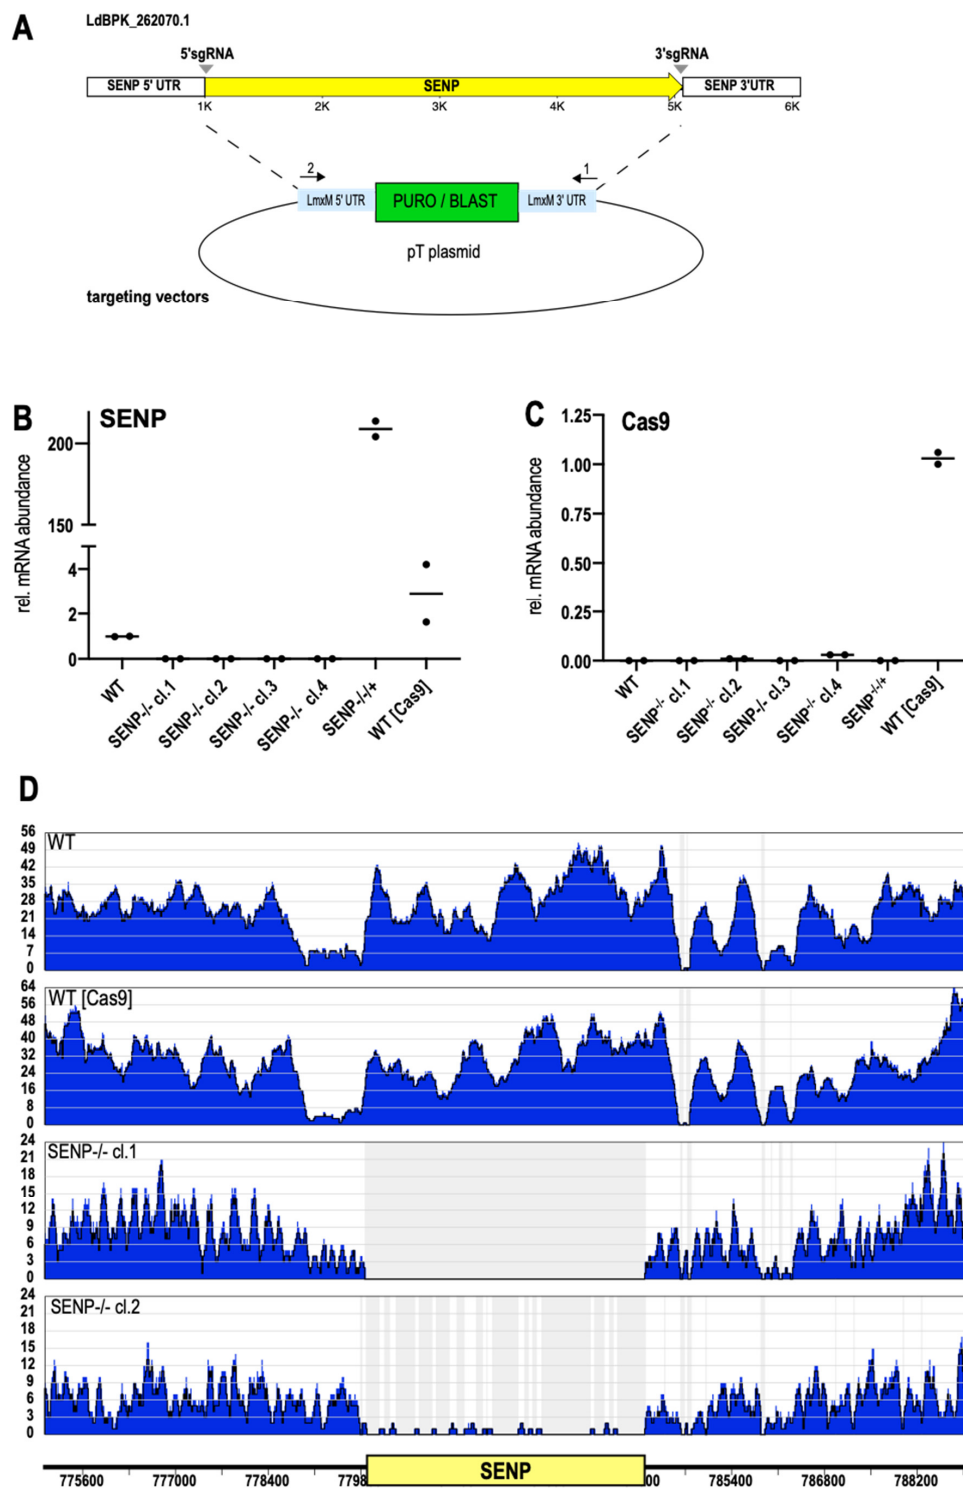 A
LdBPK_262070.1
5'sgRNA 3'sgRNA
SENP 5' UTR SENP SENP 3'UTR
1K 2K 3K 4K 5K 6K
2 1
LmxM 5' UTR PURO / BLAST LmxM 3' UTR
pT plasmid
targeting vectors
B SENP
rel. mRNA abundance
200
150
4
2
0
WT SENP-/- cl.1 SENP-/- cl.2 SENP-/- cl.3 SENP-/- cl.4 SENP-/-/+ WT [Cas9]
C Cas9
rel. mRNA abundance
1.25
1.00
0.75
0.50
0.25
0.00
WT SENP-/- cl.1 SENP-/- cl.2 SENP-/- cl.3 SENP-/- cl.4 SENP-/-/+ WT [Cas9]
D
WT
56
49
42
35
28
21
14
7
0
WT [Cas9]
64
56
48
40
32
24
16
8
0
SENP-/- cl.1
24
21
18
15
12
9
6
3
0
SENP-/- cl.2
24
21
18
15
12
9
6
3
0
775600 777000 778400 7798 SENP 00 785400 786800 788200